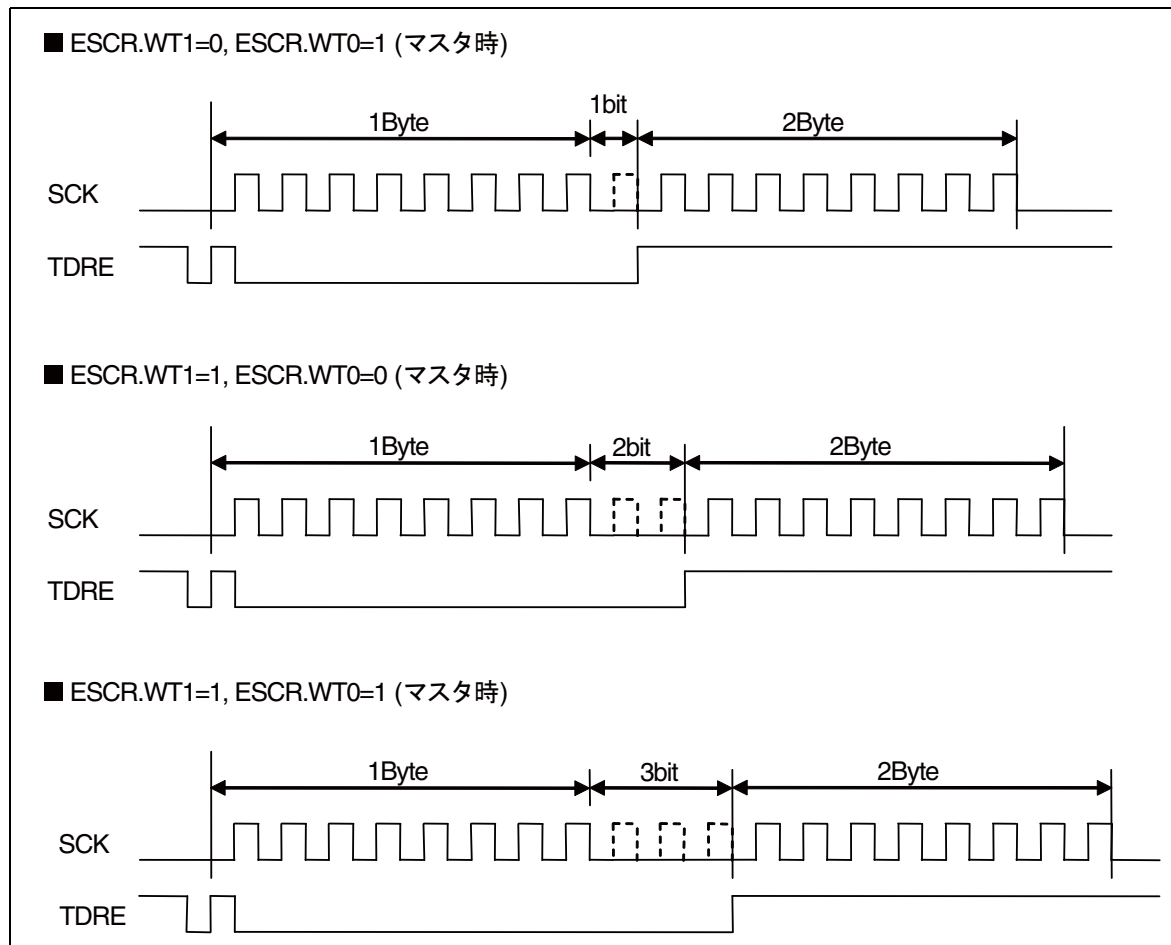 ■ ESCR.WT1=0, ESCR.WT0=1 (マスタ時)
1Byte 1bit 2Byte
SCK
TDRE
■ ESCR.WT1=1, ESCR.WT0=0 (マスタ時)
1Byte 2bit 2Byte
SCK
TDRE
■ ESCR.WT1=1, ESCR.WT0=1 (マスタ時)
1Byte 3bit 2Byte
SCK
TDRE